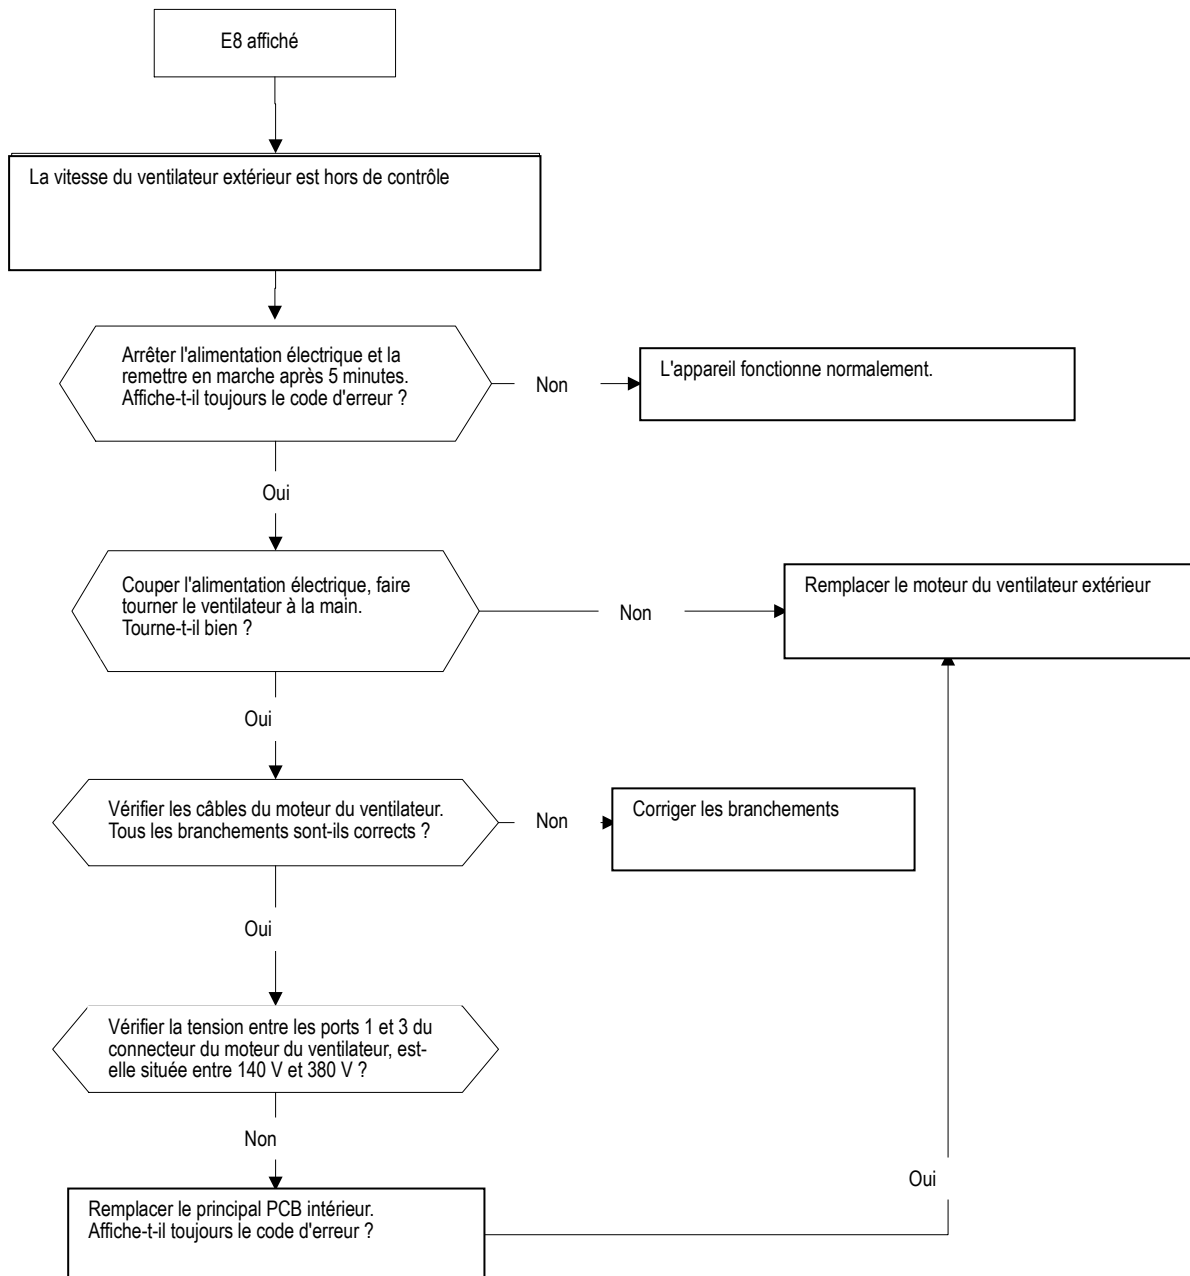 E8 affiché
La vitesse du ventilateur extérieur est hors de contrôle
Arrêter l'alimentation électrique et la
remettre en marche après 5 minutes.
Affiche-t-il toujours le code d'erreur ?
Non
L'appareil fonctionne normalement.
Oui
Couper l'alimentation électrique, faire
tourner le ventilateur à la main.
Tourne-t-il bien ?
Non
Remplacer le moteur du ventilateur extérieur
Oui
Vérifier les câbles du moteur du ventilateur.
Tous les branchements sont-ils corrects ?
Non
Corriger les branchements
Oui
Vérifier la tension entre les ports 1 et 3 du
connecteur du moteur du ventilateur, est-
elle située entre 140 V et 380 V ?
Non
Oui
Remplacer le principal PCB intérieur.
Affiche-t-il toujours le code d'erreur ?